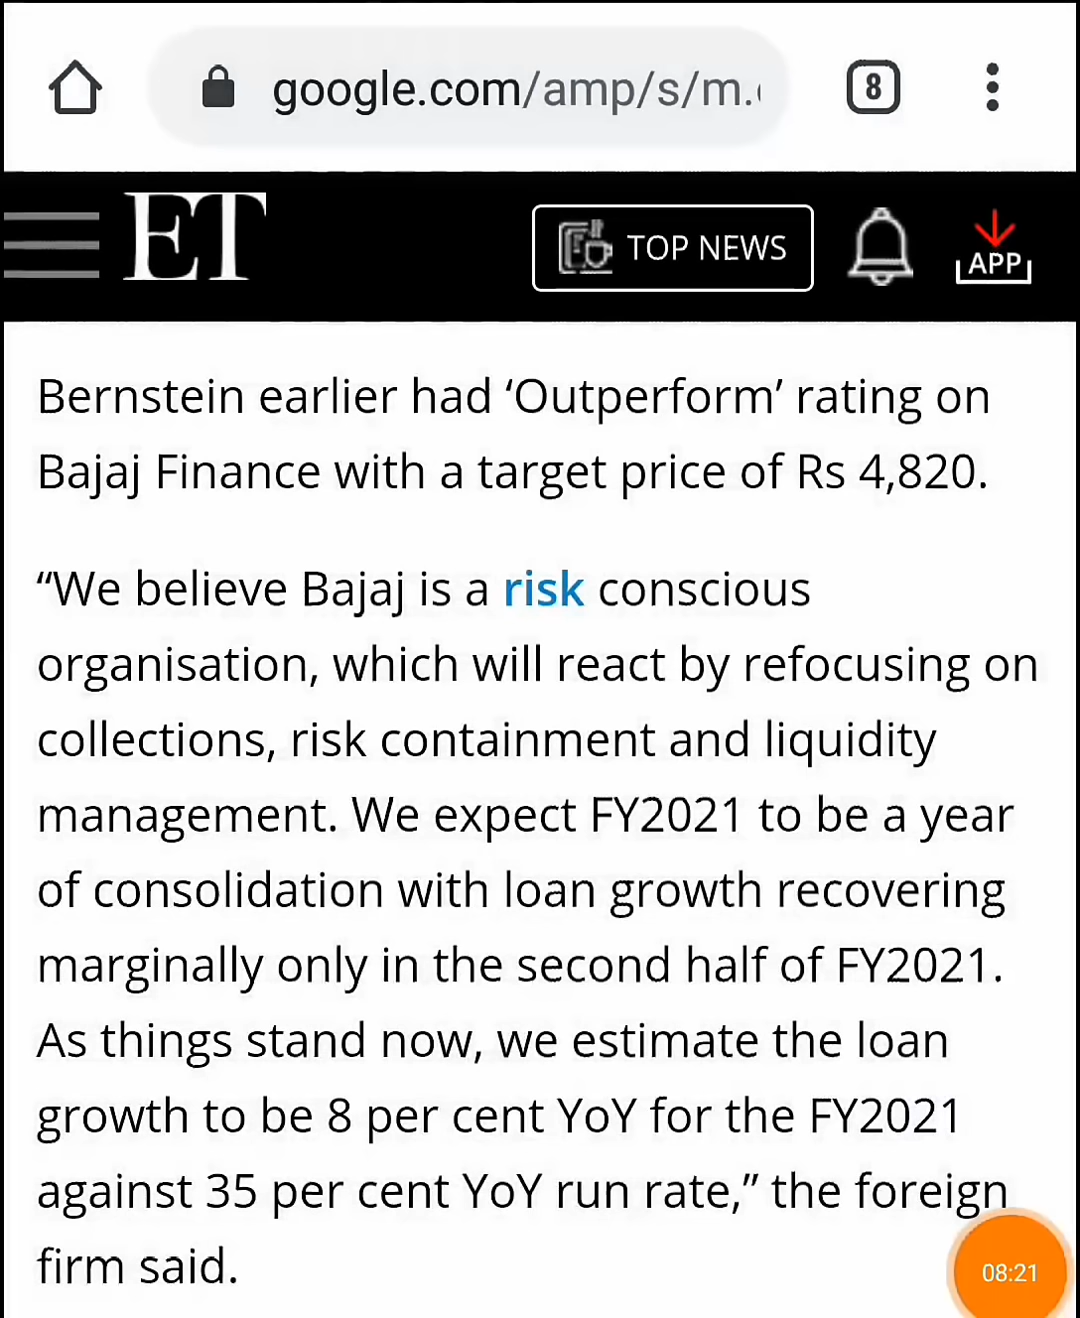 google.com/amp/s/m.
8
ET
TOP NEWS
APP
Bernstein earlier had ‘Outperform’ rating on
Bajaj Finance with a target price of Rs 4,820.
“We believe Bajaj is a risk conscious
organisation, which will react by refocusing on
collections, risk containment and liquidity
management. We expect FY2021 to be a year
of consolidation with loan growth recovering
marginally only in the second half of FY2021.
As things stand now, we estimate the loan
growth to be 8 per cent YoY for the FY2021
against 35 per cent YoY run rate,” the foreign
firm said.
08:21